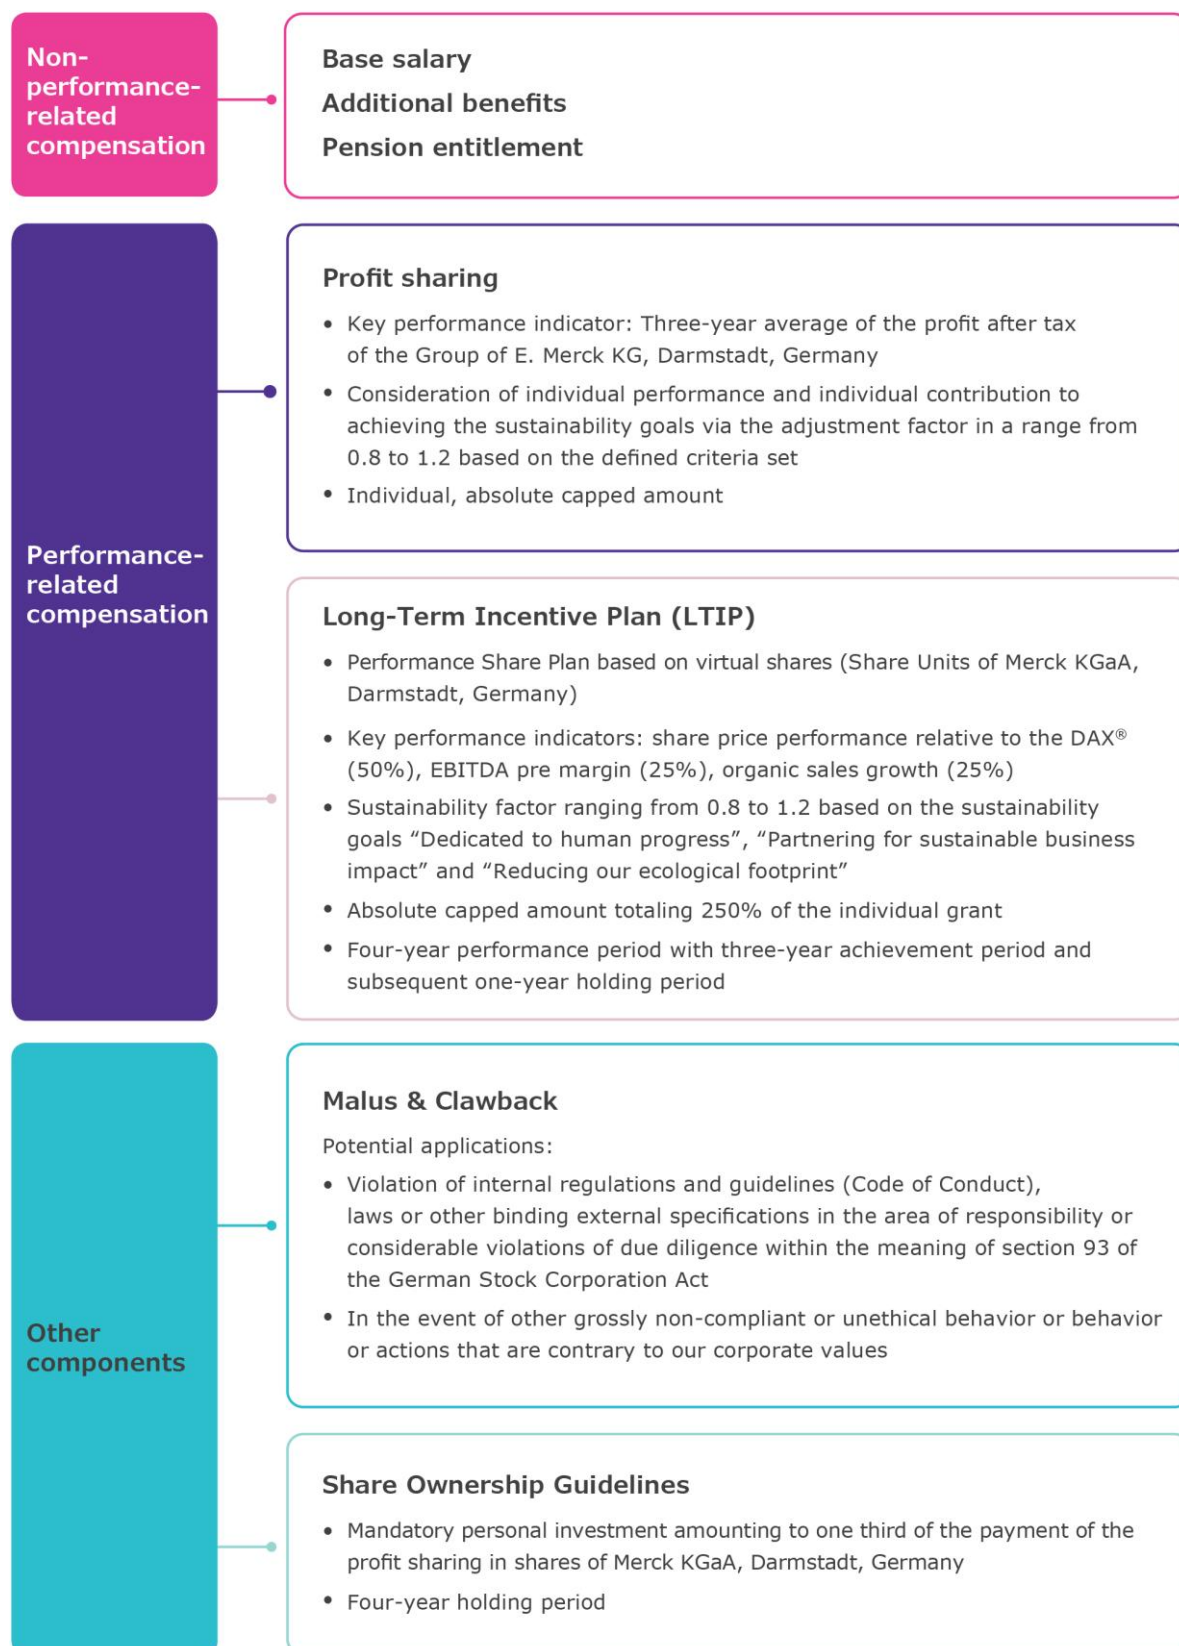 Non-
performance-
related
compensation
Base salary
Additional benefits
Pension entitlement
Performance-
related
compensation
Profit sharing
• Key performance indicator: Three-year average of the profit after tax
of the Group of E. Merck KG, Darmstadt, Germany
• Consideration of individual performance and individual contribution to
achieving the sustainability goals via the adjustment factor in a range from
0.8 to 1.2 based on the defined criteria set
• Individual, absolute capped amount
Long-Term Incentive Plan (LTIP)
• Performance Share Plan based on virtual shares (Share Units of Merck KGaA,
Darmstadt, Germany)
• Key performance indicators: share price performance relative to the DAX®
(50%), EBITDA pre margin (25%), organic sales growth (25%)
• Sustainability factor ranging from 0.8 to 1.2 based on the sustainability
goals “Dedicated to human progress”, “Partnering for sustainable business
impact” and “Reducing our ecological footprint”
• Absolute capped amount totaling 250% of the individual grant
• Four-year performance period with three-year achievement period and
subsequent one-year holding period
Other
components
Malus & Clawback
Potential applications:
• Violation of internal regulations and guidelines (Code of Conduct),
laws or other binding external specifications in the area of responsibility or
considerable violations of due diligence within the meaning of section 93 of
the German Stock Corporation Act
• In the event of other grossly non-compliant or unethical behavior or behavior
or actions that are contrary to our corporate values
Share Ownership Guidelines
• Mandatory personal investment amounting to one third of the payment of the
profit sharing in shares of Merck KGaA, Darmstadt, Germany
• Four-year holding period